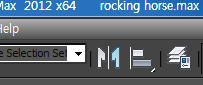 Max 2012 x64 rocking horse.max
Help
e Selection Se